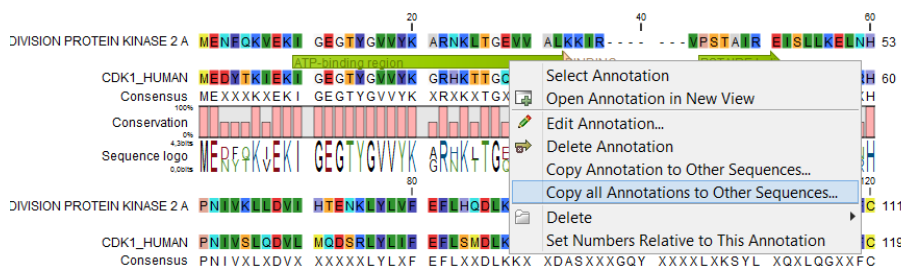 20 40 60
DIVISION PROTEIN KINASE 2 A MENFQKVEKI GEGTYGVVYK ARNKLTGEVV ALKKIR- - - - - VPSTAIR EISLLKELNH 53
ATP-binding region
CDK1_HUMAN MEDYTKIEKI GEGTYGVVYK GRHKTTGC RH 60
Consensus MEXXXKXEKI GEGTYGVVYK XRXKXTGX XH
100%
Conservation
0%
4,3bits
Sequence logo
0,0bits
80 120
DIVISION PROTEIN KINASE 2 A PNIVKLLDVI HTENKLYLVF EFLHQDLK C 111
CDK1_HUMAN PNIVSLQDVL MQDSRLYLIF EFLSMDLK C 119
Consensus PNIVXLXDVX XXXXXLYLXF EFLXXDLKKX XDASXXXGQY XXXXLXKSYL XQXLQGXXFC
Select Annotation
Open Annotation in New View
Edit Annotation...
Delete Annotation
Copy Annotation to Other Sequences...
Copy all Annotations to Other Sequences...
Delete
Set Numbers Relative to This Annotation